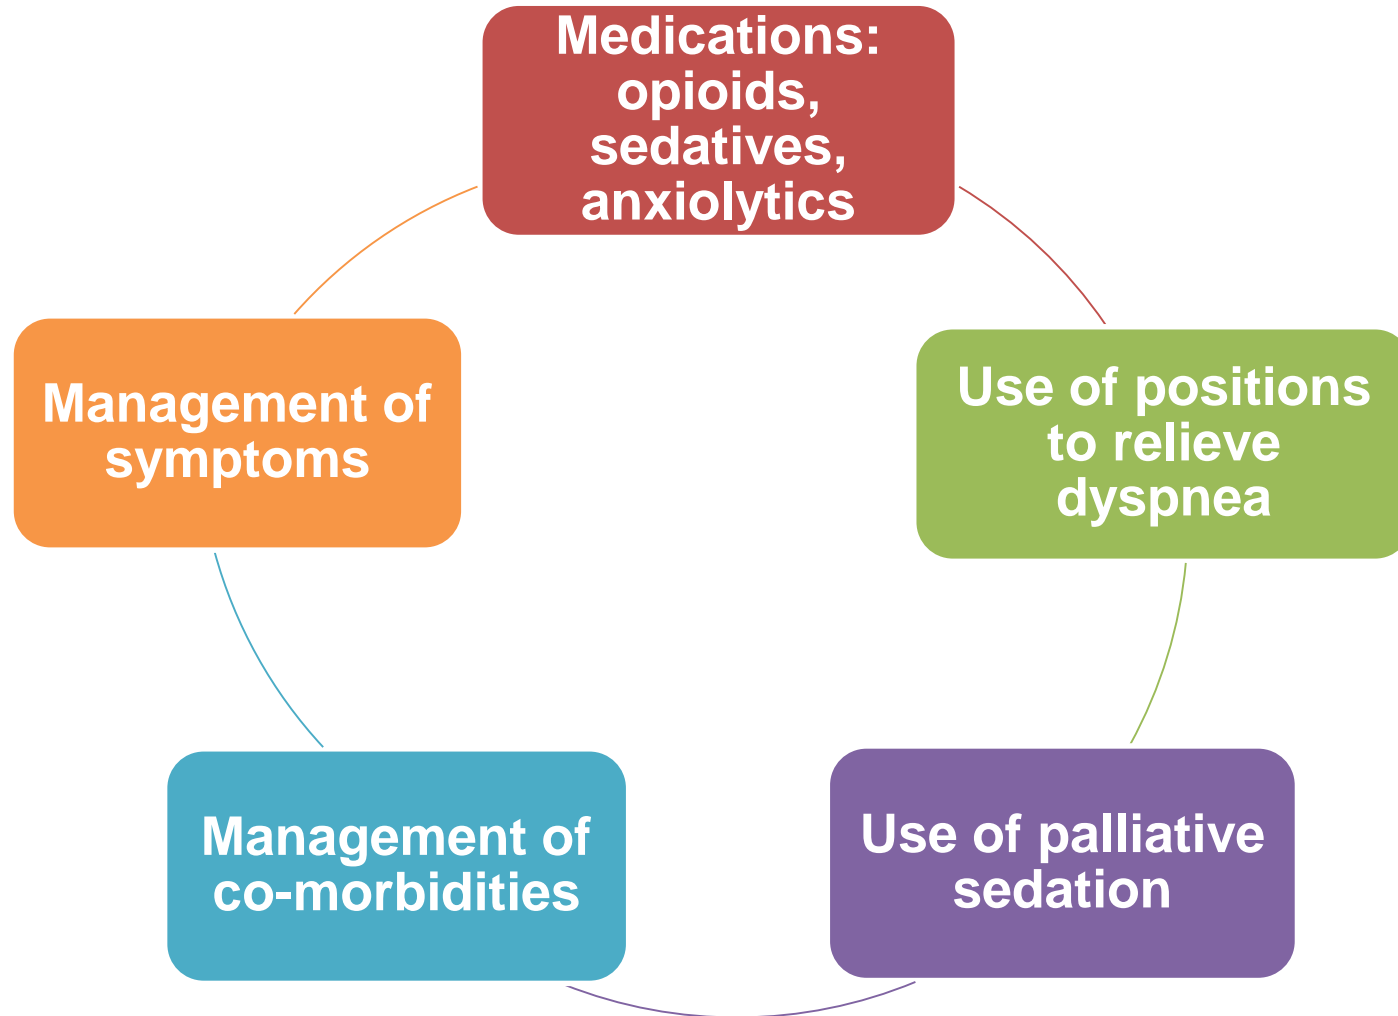 Medications:
opioids,
sedatives,
anxiolytics
Use of positions
to relieve
dyspnea
Use of palliative
sedation
Management of
co-morbidities
Management of
symptoms